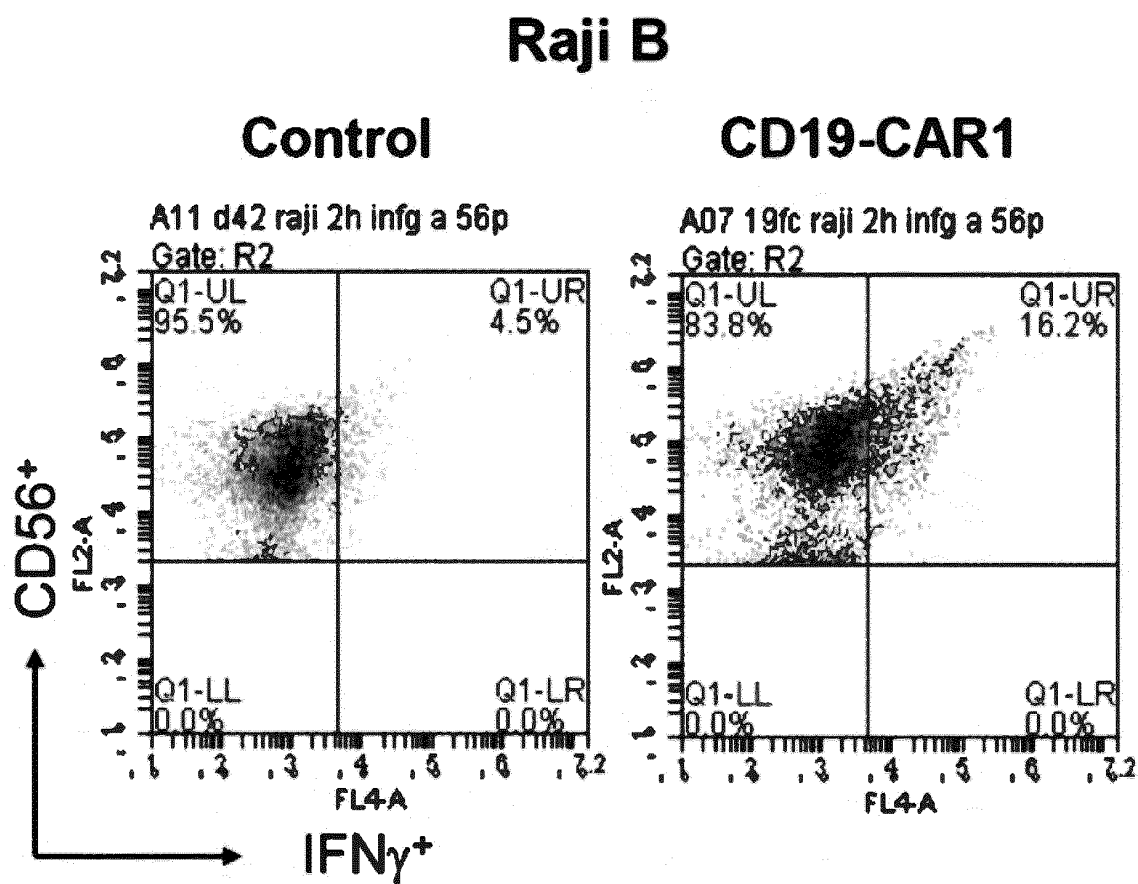 Raji B
Control
CD19-CAR1
A11 d42 raji 2h infg a 56p
Gate: R2
Q1-UL
95.5%
Q1-UR
4.5%
Q1-LL
0.0%
Q1-LR
0.0%
FL2-A
FL4-A
A07 19fc raji 2h infg a 56p
Gate: R2
Q1-UL
83.8%
Q1-UR
16.2%
Q1-LL
0.0%
Q1-LR
0.0%
FL2-A
FL4-A
CD56⁺
IFNγ⁺